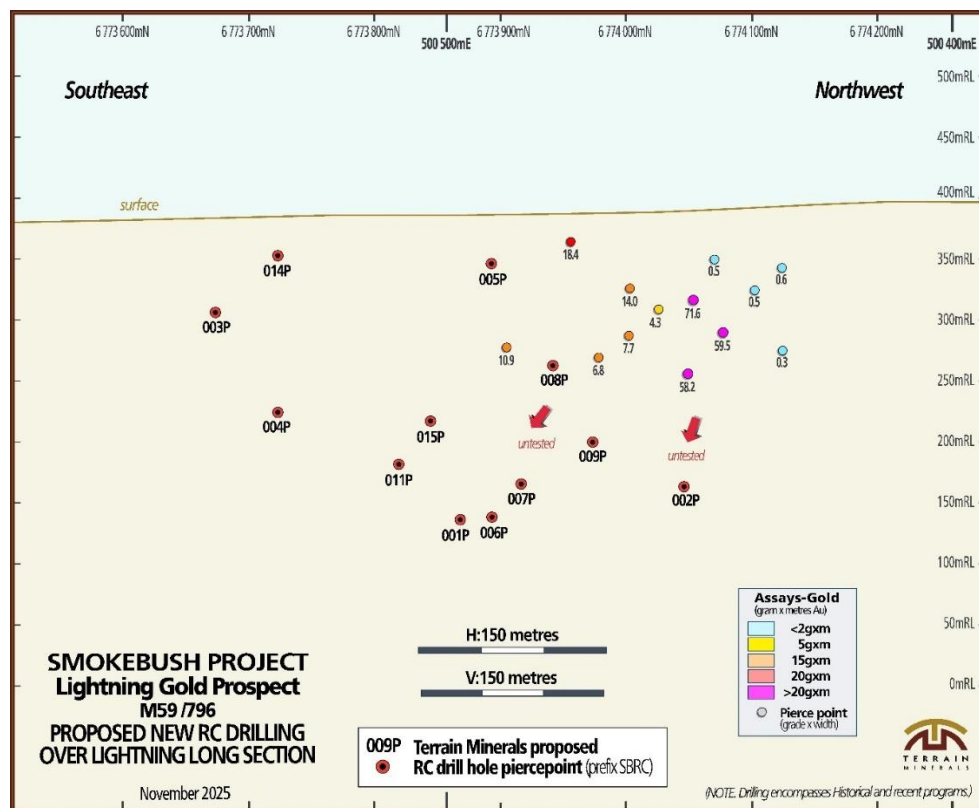 6 773 600mN
6 773 700mN
6 773 800mN
500 500mE
6 773 900mN
6 774 000mN
6 774 100mN
6 774 200mN
500 400mE
500mRL
Southeast
Northwest
450mRL
400mRL
surface
350mRL
014P
005P
18.4
0.5
0.6
14.0
0.5
71.6
4.3
300mRL
003P
10.9
7.7
59.5
0.3
6.8
008P
58.2
250mRL
004P
015P
untested
009P
untested
200mRL
011P
007P
002P
150mRL
001P
006P
100mRL
50mRL
0mRL
Assays-Gold
(gram x metres Au)
<2gxm
5gxm
15gxm
20gxm
>20gxm
Pierce point
(grade x width)
H:150 metres
V:150 metres
SMOKEBUSH PROJECT
Lightning Gold Prospect
M59 /796
PROPOSED NEW RC DRILLING
OVER LIGHTNING LONG SECTION
November 2025
009P Terrain Minerals proposed
RC drill hole piercepoint (prefix SBRC)
TERRAIN
MINERALS
(NOTE. Drilling encompasses Historical and recent programs.)